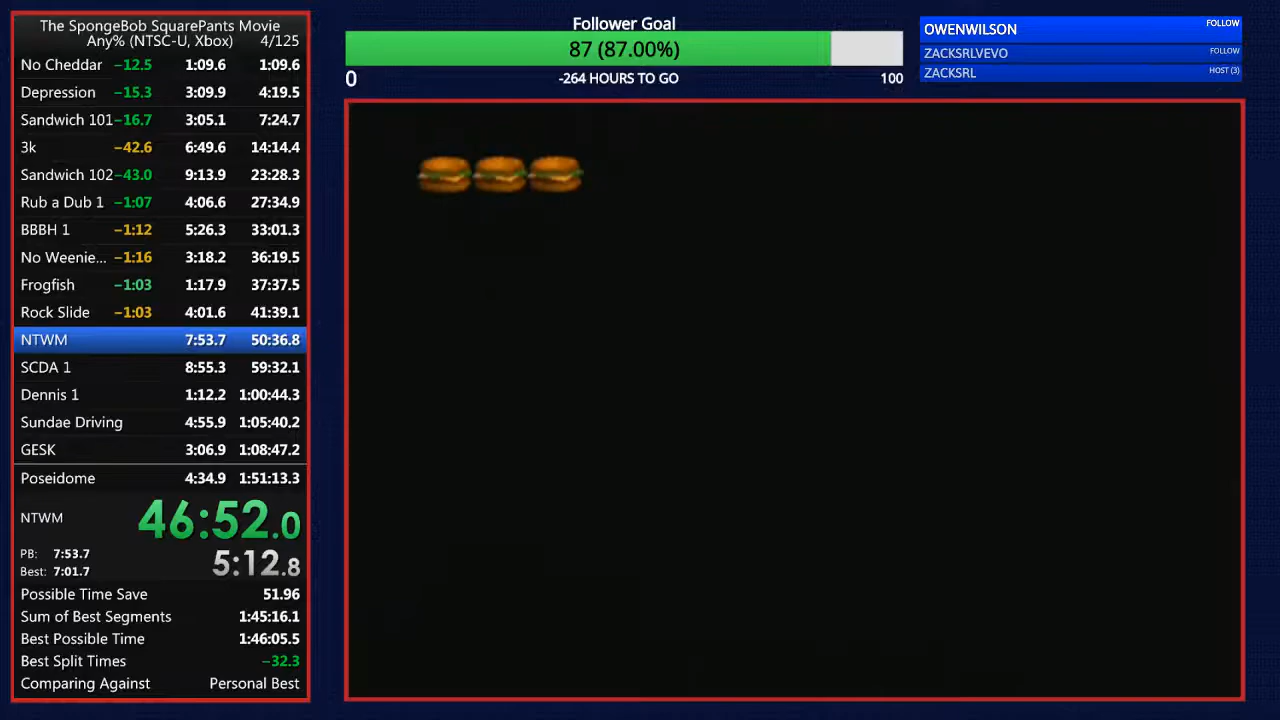 The SpongeBob SquarePants Movie
Any% (NTSC-U, Xbox) 4/125
No Cheddar −12.5 1:09.6 1:09.6
Depression −15.3 3:09.9 4:19.5
Sandwich 101 −16.7 3:05.1 7:24.7
3k −42.6 6:49.6 14:14.4
Sandwich 102 −43.0 9:13.9 23:28.3
Rub a Dub 1 −1:07 4:06.6 27:34.9
BBBH 1 −1:12 5:26.3 33:01.3
No Weenie... −1:16 3:18.2 36:19.5
Frogfish −1:03 1:17.9 37:37.5
Rock Slide −1:03 4:01.6 41:39.1
NTWM 7:53.7 50:36.8
SCDA 1 8:55.3 59:32.1
Dennis 1 1:12.2 1:00:44.3
Sundae Driving 4:55.9 1:05:40.2
GESK 3:06.9 1:08:47.2
Poseidome 4:34.9 1:51:13.3
NTWM 46:52.0
PB: 7:53.7
Best: 7:01.7
5:12.8
Possible Time Save 51.96
Sum of Best Segments 1:45:16.1
Best Possible Time 1:46:05.5
Best Split Times −32.3
Comparing Against Personal Best
Follower Goal
87 (87.00%)
0 -264 HOURS TO GO 100
OWENWILSON FOLLOW
ZACKSRLVEVO FOLLOW
ZACKSRL HOST (3)